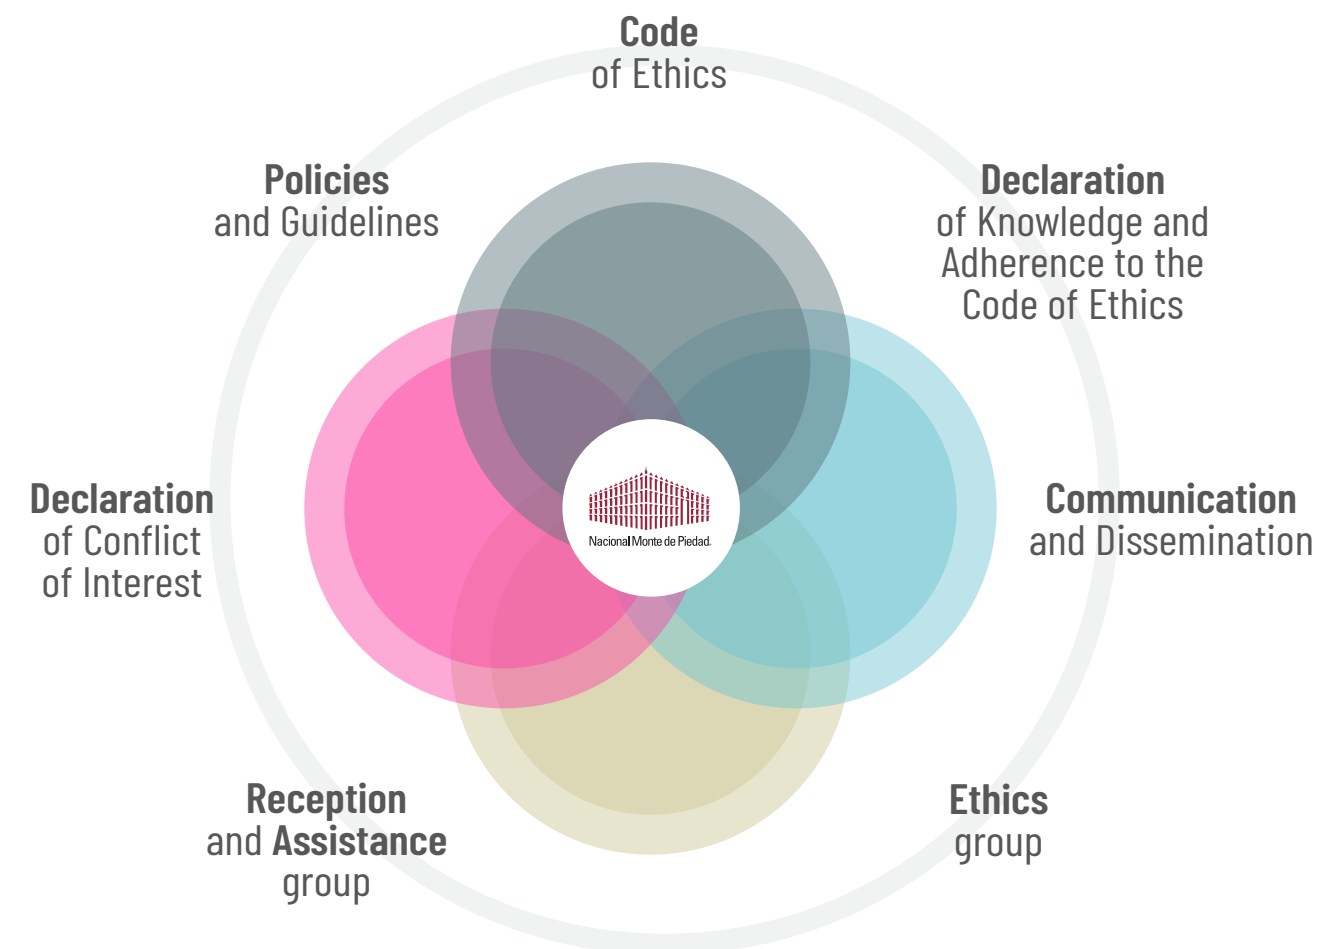 Code
of Ethics
Policies
and Guidelines
Declaration
of Knowledge and
Adherence to the
Code of Ethics
Declaration
of Conflict
of Interest
Nacional Monte de Piedad.
Communication
and Dissemination
Reception
and Assistance
group
Ethics
group